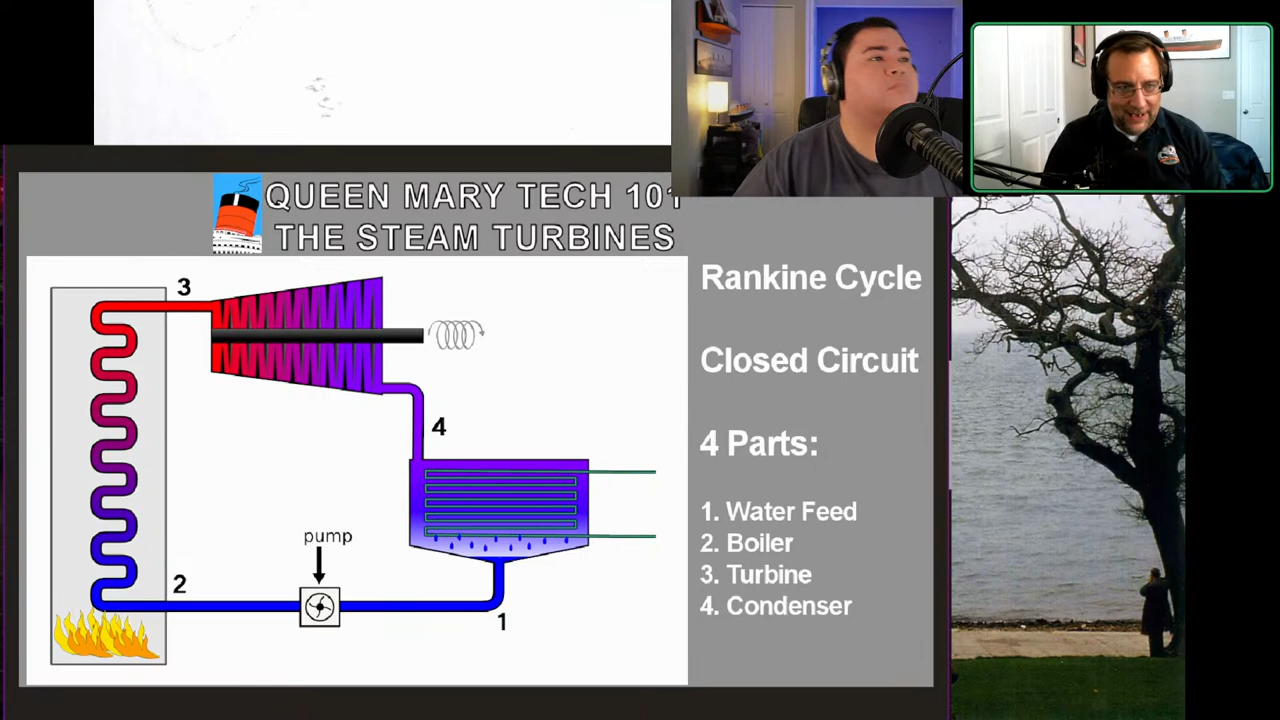 QUEEN MARY TECH 101
THE STEAM TURBINES
Rankine Cycle
Closed Circuit
4 Parts:
1. Water Feed
2. Boiler
3. Turbine
4. Condenser
3
4
pump
2
1